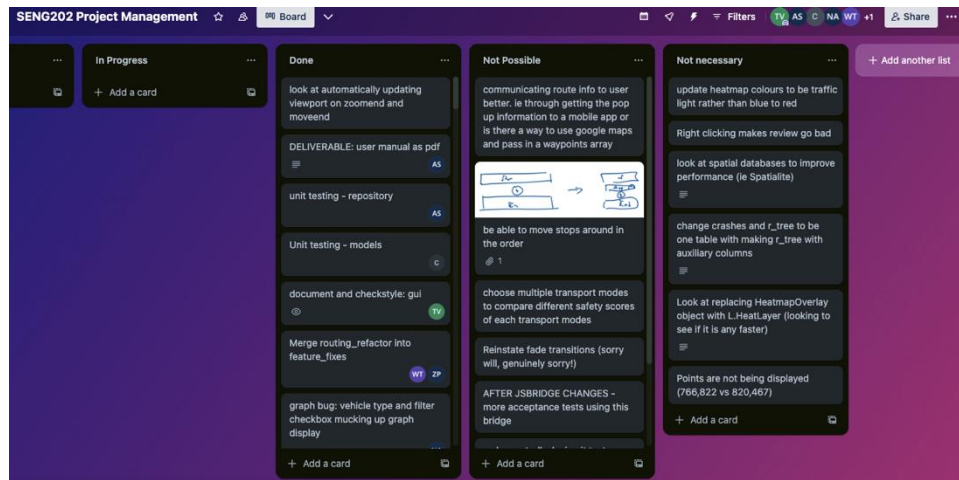 SENG202 Project Management
Board
Filters
TV
AS
C
NA
WT
+1
Share
In Progress
+ Add a card
Done
look at automatically updating
viewport on zoomend and
moveend
DELIVERABLE: user manual as pdf
AS
unit testing - repository
AS
Unit testing - models
C
document and checkstyle: gui
TV
Merge routing_refactor into
feature_fixes
WT
ZP
graph bug: vehicle type and filter
checkbox mucking up graph
display
+ Add a card
Not Possible
communicating route info to user
better. ie through getting the pop
up information to a mobile app or
is there a way to use google maps
and pass in a waypoints array
be able to move stops around in
the order
1
choose multiple transport modes
to compare different safety scores
of each transport modes
Reinstate fade transitions (sorry
will, genuinely sorry!)
AFTER JSBRIDGE CHANGES -
more acceptance tests using this
bridge
+ Add a card
Not necessary
update heatmap colours to be traffic
light rather than blue to red
Right clicking makes review go bad
look at spatial databases to improve
performance (ie Spatialite)
change crashes and r_tree to be
one table with making r_tree with
auxiliary columns
Look at replacing HeatmapOverlay
object with L.HeatLayer (looking to
see if it is any faster)
Points are not being displayed
(766,822 vs 820,467)
+ Add a card
+ Add another list